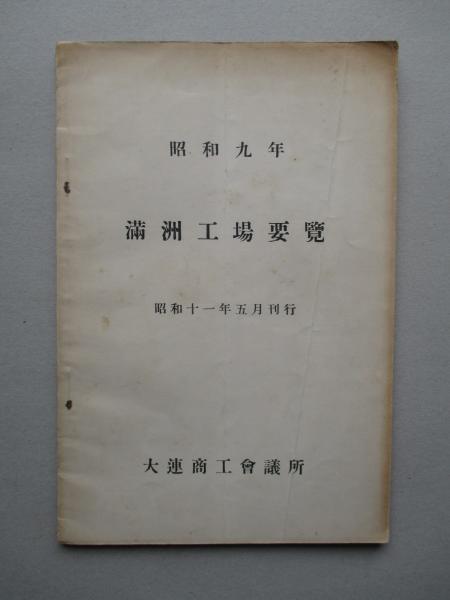 昭和九年
滿洲工場要覽
昭和十一年五月刊行
大連商工會議所